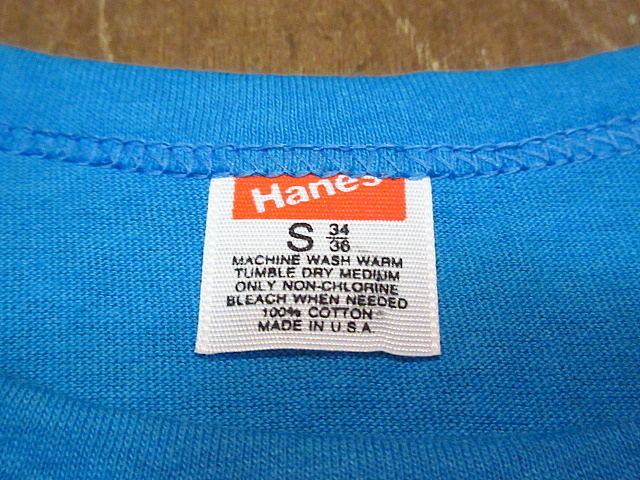 Hanes
S 34/36
MACHINE WASH WARM
TUMBLE DRY MEDIUM
ONLY NON-CHLORINE
BLEACH WHEN NEEDED
100% COTTON
MADE IN U.S.A.